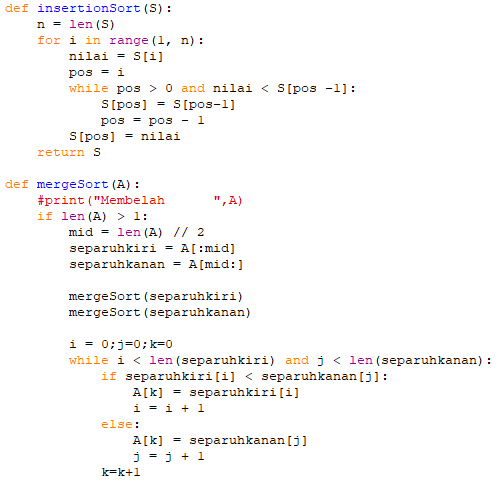 def insertionSort(S):
    n = len(S)
    for i in range(1, n):
        nilai = S[i]
        pos = i
        while pos > 0 and nilai < S[pos -1]:
            S[pos] = S[pos-1]
            pos = pos - 1
        S[pos] = nilai
    return S

def mergeSort(A):
    #print("Membelah      ",A)
    if len(A) > 1:
        mid = len(A) // 2
        separuhkiri = A[:mid]
        separuhkanan = A[mid:]

        mergeSort(separuhkiri)
        mergeSort(separuhkanan)

        i = 0;j=0;k=0
        while i < len(separuhkiri) and j < len(separuhkanan):
            if separuhkiri[i] < separuhkanan[j]:
                A[k] = separuhkiri[i]
                i = i + 1
            else:
                A[k] = separuhkanan[j]
                j = j + 1
            k=k+1